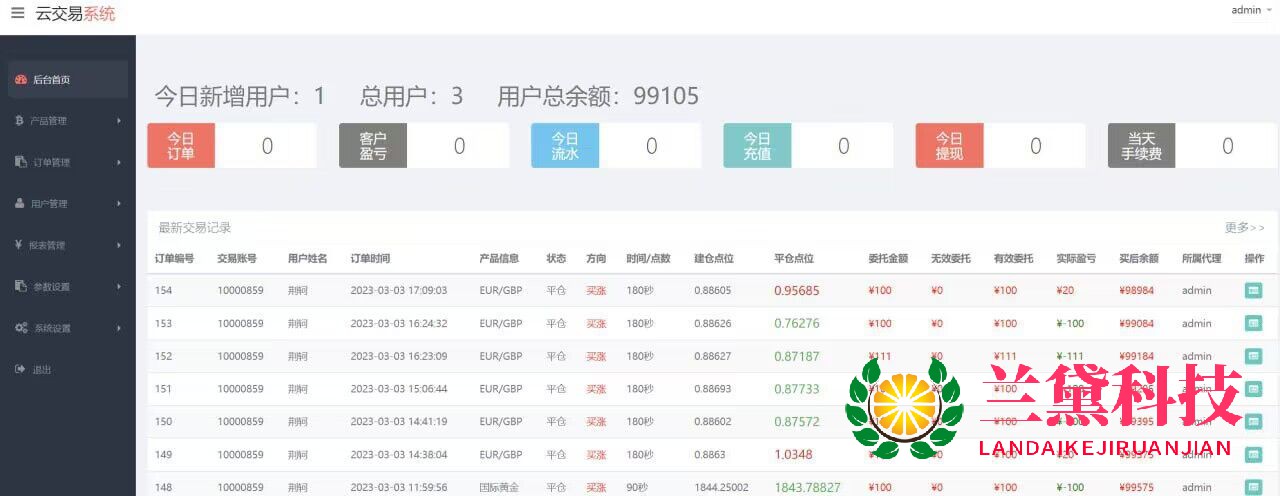 云交易系统
admin
后台首页
产品管理
订单管理
用户管理
报表管理
参数设置
系统设置
退出
今日新增用户：1 总用户：3 用户总余额：99105
今日订单 0
客户盈亏 0
今日流水 0
今日充值 0
今日提现 0
当天手续费 0
最新交易记录 更多>>
订单编号 交易账号 用户姓名 订单时间 产品信息 状态 方向 时间/点数 建仓点位 平仓点位 委托金额 无效委托 有效委托 实际盈亏 买后余额 所属代理 操作
154 10000859 荆轲 2023-03-03 17:09:03 EUR/GBP 平仓 买涨 180秒 0.88605 0.95685 ¥100 ¥0 ¥100 ¥20 ¥98984 admin
153 10000859 荆轲 2023-03-03 16:24:32 EUR/GBP 平仓 买涨 180秒 0.88626 0.76276 ¥100 ¥0 ¥100 ¥-100 ¥99084 admin
152 10000859 荆轲 2023-03-03 16:23:09 EUR/GBP 平仓 买涨 180秒 0.88627 0.87187 ¥111 ¥0 ¥111 ¥-111 ¥99184 admin
151 10000859 荆轲 2023-03-03 15:06:44 EUR/GBP 平仓 买涨 180秒 0.88693 0.87733
150 10000859 荆轲 2023-03-03 14:41:19 EUR/GBP 平仓 买涨 180秒 0.88602 0.87572
149 10000859 荆轲 2023-03-03 14:38:04 EUR/GBP 平仓 买涨 180秒 0.8863 1.0348
148 10000859 荆轲 2023-03-03 11:59:56 国际黄金 平仓 买涨 90秒 1844.25002 1843.78827 ¥100 ¥0 ¥100 ¥-100 ¥99575 admin
兰黛科技
LANDAIKEJIRUANJIAN